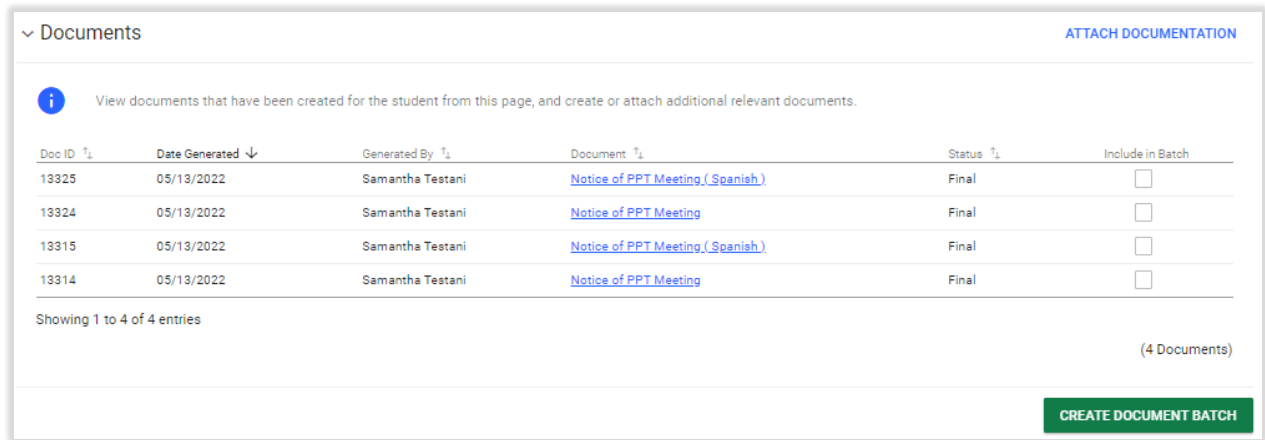 Documents ATTACH DOCUMENTATION
i View documents that have been created for the student from this page, and create or attach additional relevant documents.
Doc ID Date Generated Generated By Document Status Include in Batch
13325 05/13/2022 Samantha Testani Notice of PPT Meeting ( Spanish ) Final
13324 05/13/2022 Samantha Testani Notice of PPT Meeting Final
13315 05/13/2022 Samantha Testani Notice of PPT Meeting ( Spanish ) Final
13314 05/13/2022 Samantha Testani Notice of PPT Meeting Final
Showing 1 to 4 of 4 entries
(4 Documents)
CREATE DOCUMENT BATCH